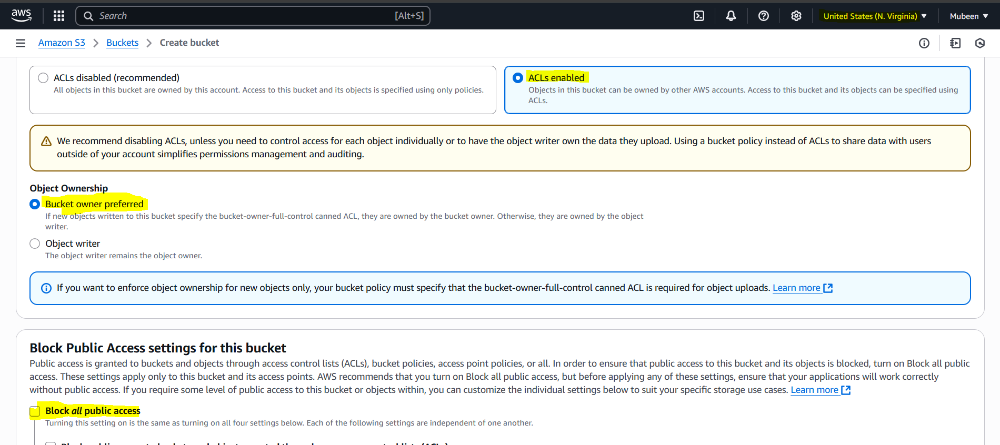 aws
Search
[Alt+S]
United States (N. Virginia)
Mubeen
Amazon S3
Buckets
Create bucket
ACLs disabled (recommended)
All objects in this bucket are owned by this account. Access to this bucket and its objects is specified using only policies.
ACLs enabled
Objects in this bucket can be owned by other AWS accounts. Access to this bucket and its objects can be specified using
ACLs.
We recommend disabling ACLs, unless you need to control access for each object individually or to have the object writer own the data they upload. Using a bucket policy instead of ACLs to share data with users
outside of your account simplifies permissions management and auditing.
Object Ownership
Bucket owner preferred
If new objects written to this bucket specify the bucket-owner-full-control canned ACL, they are owned by the bucket owner. Otherwise, they are owned by the object
writer.
Object writer
The object writer remains the object owner.
If you want to enforce object ownership for new objects only, your bucket policy must specify that the bucket-owner-full-control canned ACL is required for object uploads. Learn more
Block Public Access settings for this bucket
Public access is granted to buckets and objects through access control lists (ACLs), bucket policies, access point policies, or all. In order to ensure that public access to this bucket and its objects is blocked, turn on Block all public
access. These settings apply only to this bucket and its access points. AWS recommends that you turn on Block all public access, but before applying any of these settings, ensure that your applications will work correctly
without public access. If you require some level of public access to this bucket or objects within, you can customize the individual settings below to suit your specific storage use cases. Learn more
Block all public access
Turning this setting on is the same as turning on all four settings below. Each of the following settings are independent of one another.